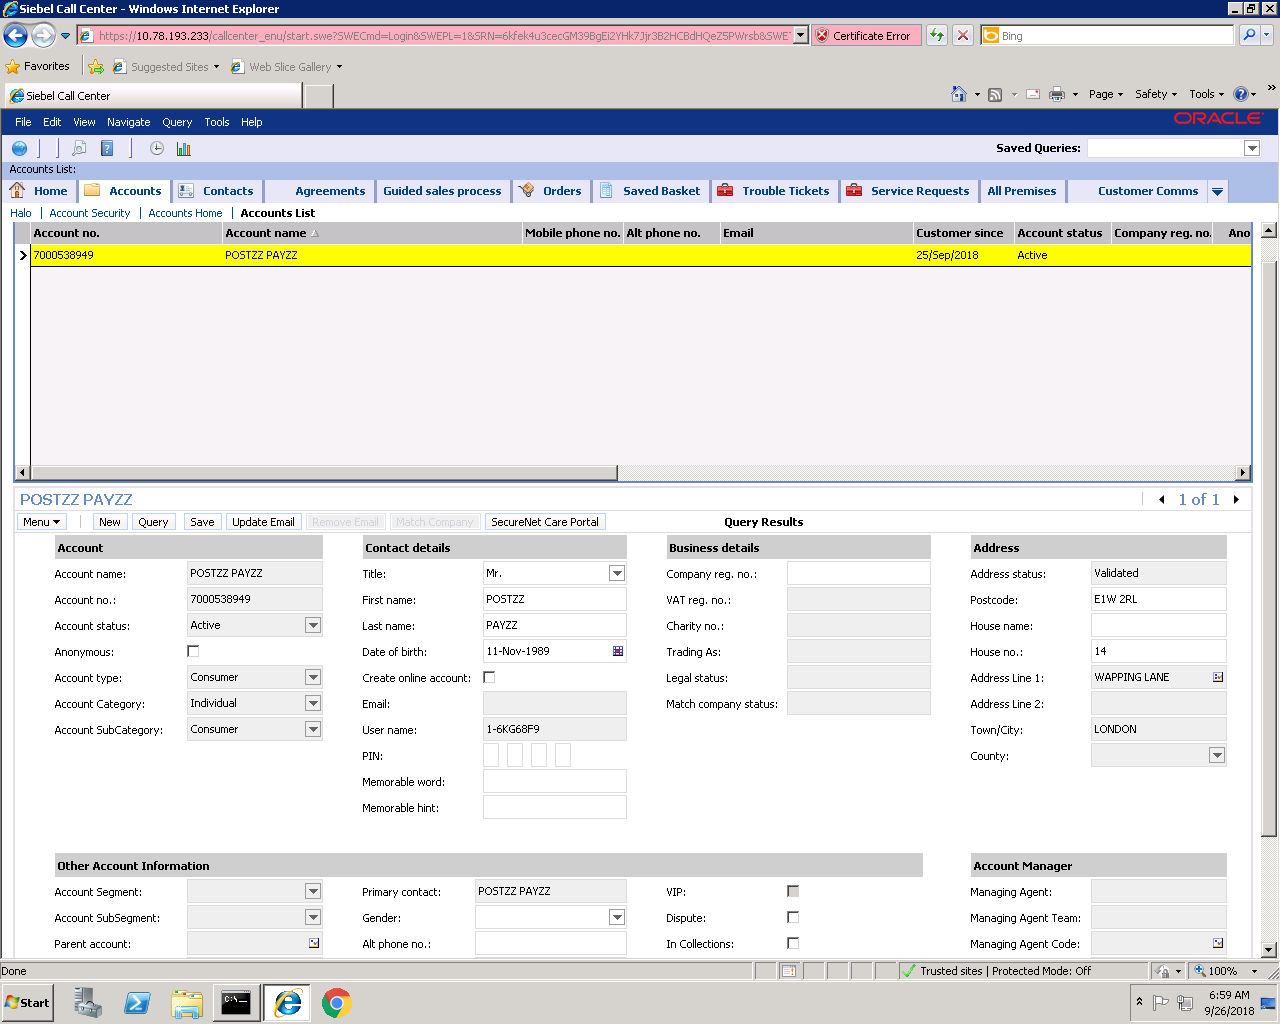 Siebel Call Center - Windows Internet Explorer
https://10.78.193.233/callcenter_enu/start.swe?SWECmd=Login&SWEPL=1&SRN=6kfek4u3cecGM39BgEi2YHk7Jjr3B2HCBdHQeZ5PWrsb&SWE Certificate Error Bing
Favorites Suggested Sites Web Slice Gallery
Siebel Call Center Page Safety Tools
File Edit View Navigate Query Tools Help ORACLE
Saved Queries:
Accounts List:
Home Accounts Contacts Agreements Guided sales process Orders Saved Basket Trouble Tickets Service Requests All Premises Customer Comms
Halo | Account Security | Accounts Home | Accounts List
Account no. Account name Mobile phone no. Alt phone no. Email Customer since Account status Company reg. no. Ano
7000538949 POSTZZ PAYZZ 25/Sep/2018 Active
POSTZZ PAYZZ 1 of 1
Menu New Query Save Update Email Remove Email Match Company SecureNet Care Portal Query Results
Account Contact details Business details Address
Account name: POSTZZ PAYZZ Title: Mr. Company reg. no.: Address status: Validated
Account no.: 7000538949 First name: POSTZZ VAT reg. no.: Postcode: E1W 2RL
Account status: Active Last name: PAYZZ Charity no.: House name:
Anonymous: Date of birth: 11-Nov-1989 Trading As: House no.: 14
Account type: Consumer Create online account: Legal status: Address Line 1: WAPPING LANE
Account Category: Individual Email: Match company status: Address Line 2:
Account SubCategory: Consumer User name: 1-6KG68F9 Town/City: LONDON
PIN: County:
Memorable word:
Memorable hint:
Other Account Information Account Manager
Account Segment: Primary contact: POSTZZ PAYZZ VIP: Managing Agent:
Account SubSegment: Gender: Dispute: Managing Agent Team:
Parent account: Alt phone no.: In Collections: Managing Agent Code:
Done Trusted sites | Protected Mode: Off 100%
Start 6:59 AM
9/26/2018